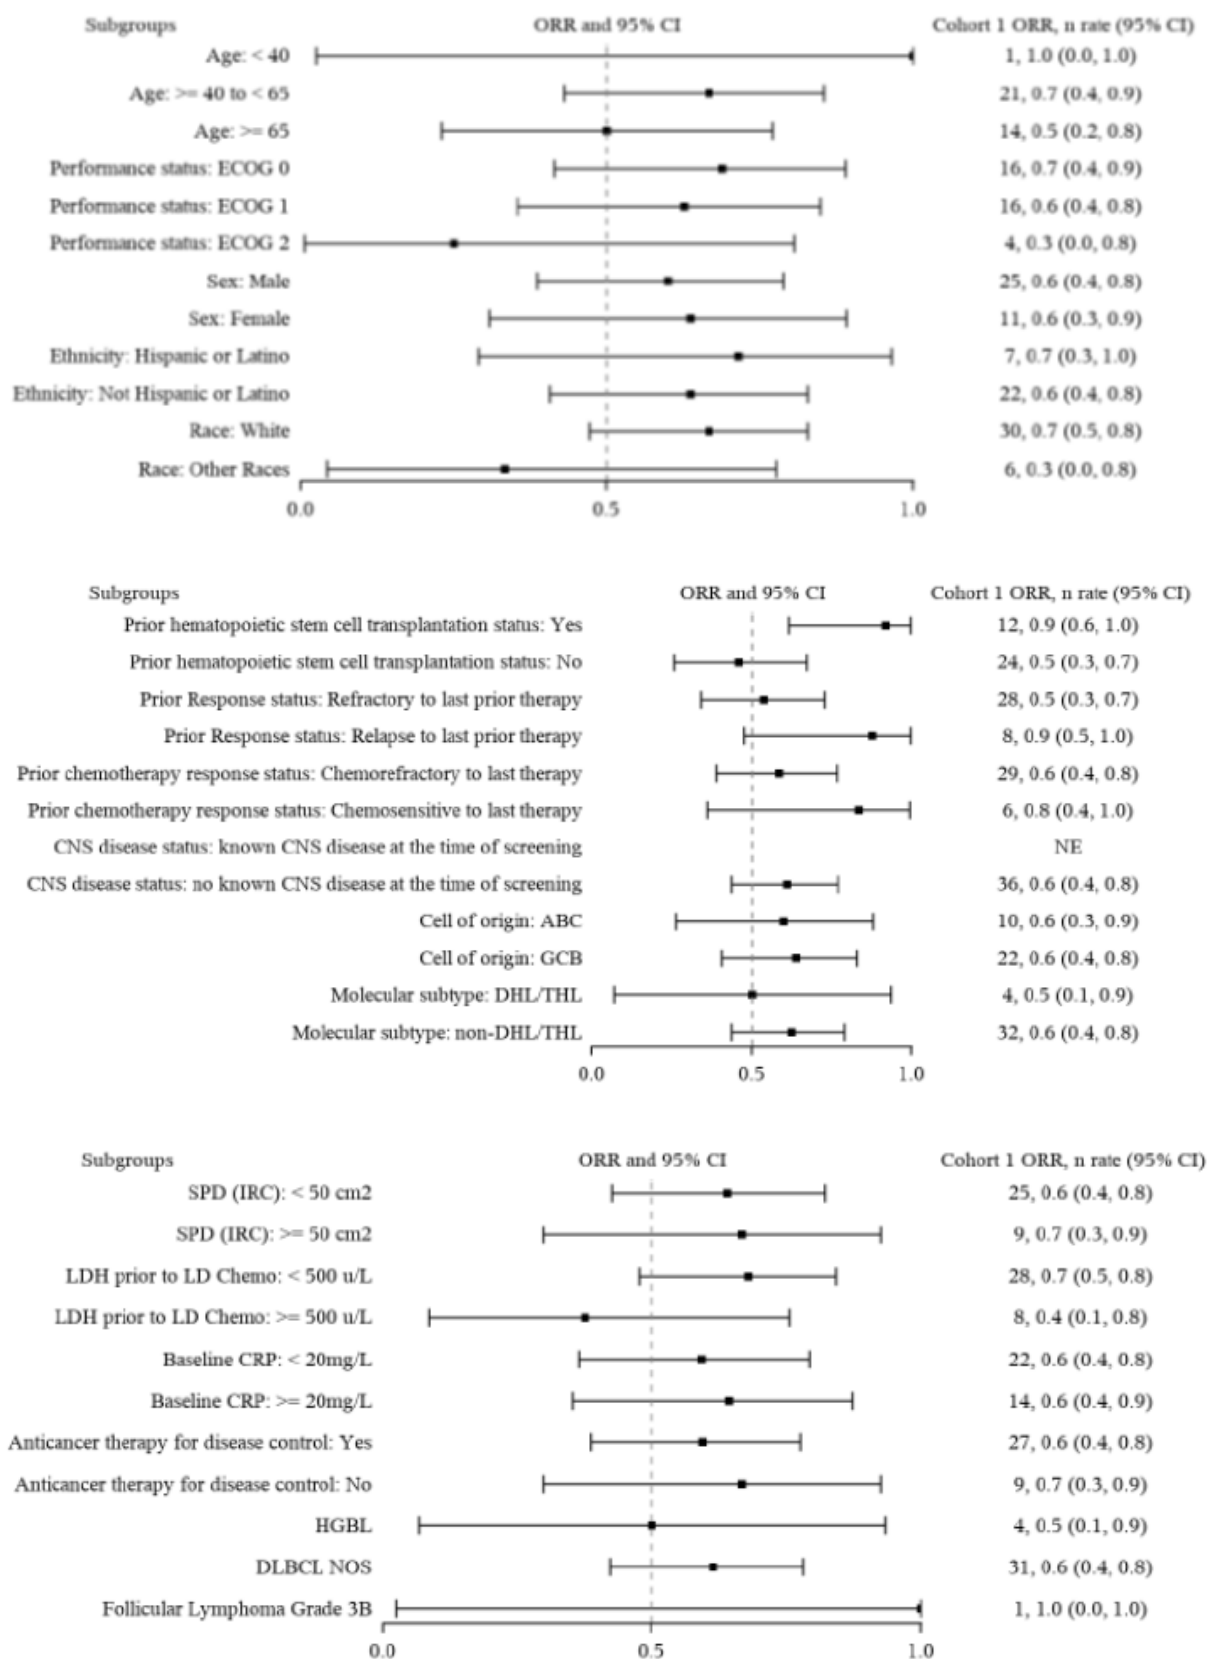 Subgroups ORR and 95% CI Cohort 1 ORR, n rate (95% CI)
Age: < 40 1, 1.0 (0.0, 1.0)
Age: >= 40 to < 65 21, 0.7 (0.4, 0.9)
Age: >= 65 14, 0.5 (0.2, 0.8)
Performance status: ECOG 0 16, 0.7 (0.4, 0.9)
Performance status: ECOG 1 16, 0.6 (0.4, 0.8)
Performance status: ECOG 2 4, 0.3 (0.0, 0.8)
Sex: Male 25, 0.6 (0.4, 0.8)
Sex: Female 11, 0.6 (0.3, 0.9)
Ethnicity: Hispanic or Latino 7, 0.7 (0.3, 1.0)
Ethnicity: Not Hispanic or Latino 22, 0.6 (0.4, 0.8)
Race: White 30, 0.7 (0.5, 0.8)
Race: Other Races 6, 0.3 (0.0, 0.8)
0.0 0.5 1.0
Subgroups ORR and 95% CI Cohort 1 ORR, n rate (95% CI)
Prior hematopoietic stem cell transplantation status: Yes 12, 0.9 (0.6, 1.0)
Prior hematopoietic stem cell transplantation status: No 24, 0.5 (0.3, 0.7)
Prior Response status: Refractory to last prior therapy 28, 0.5 (0.3, 0.7)
Prior Response status: Relapse to last prior therapy 8, 0.9 (0.5, 1.0)
Prior chemotherapy response status: Chemorefractory to last therapy 29, 0.6 (0.4, 0.8)
Prior chemotherapy response status: Chemosensitive to last therapy 6, 0.8 (0.4, 1.0)
CNS disease status: known CNS disease at the time of screening NE
CNS disease status: no known CNS disease at the time of screening 36, 0.6 (0.4, 0.8)
Cell of origin: ABC 10, 0.6 (0.3, 0.9)
Cell of origin: GCB 22, 0.6 (0.4, 0.8)
Molecular subtype: DHL/THL 4, 0.5 (0.1, 0.9)
Molecular subtype: non-DHL/THL 32, 0.6 (0.4, 0.8)
0.0 0.5 1.0
Subgroups ORR and 95% CI Cohort 1 ORR, n rate (95% CI)
SPD (IRC): < 50 cm2 25, 0.6 (0.4, 0.8)
SPD (IRC): >= 50 cm2 9, 0.7 (0.3, 0.9)
LDH prior to LD Chemo: < 500 u/L 28, 0.7 (0.5, 0.8)
LDH prior to LD Chemo: >= 500 u/L 8, 0.4 (0.1, 0.8)
Baseline CRP: < 20mg/L 22, 0.6 (0.4, 0.8)
Baseline CRP: >= 20mg/L 14, 0.6 (0.4, 0.9)
Anticancer therapy for disease control: Yes 27, 0.6 (0.4, 0.8)
Anticancer therapy for disease control: No 9, 0.7 (0.3, 0.9)
HGBL 4, 0.5 (0.1, 0.9)
DLBCL NOS 31, 0.6 (0.4, 0.8)
Follicular Lymphoma Grade 3B 1, 1.0 (0.0, 1.0)
0.0 0.5 1.0